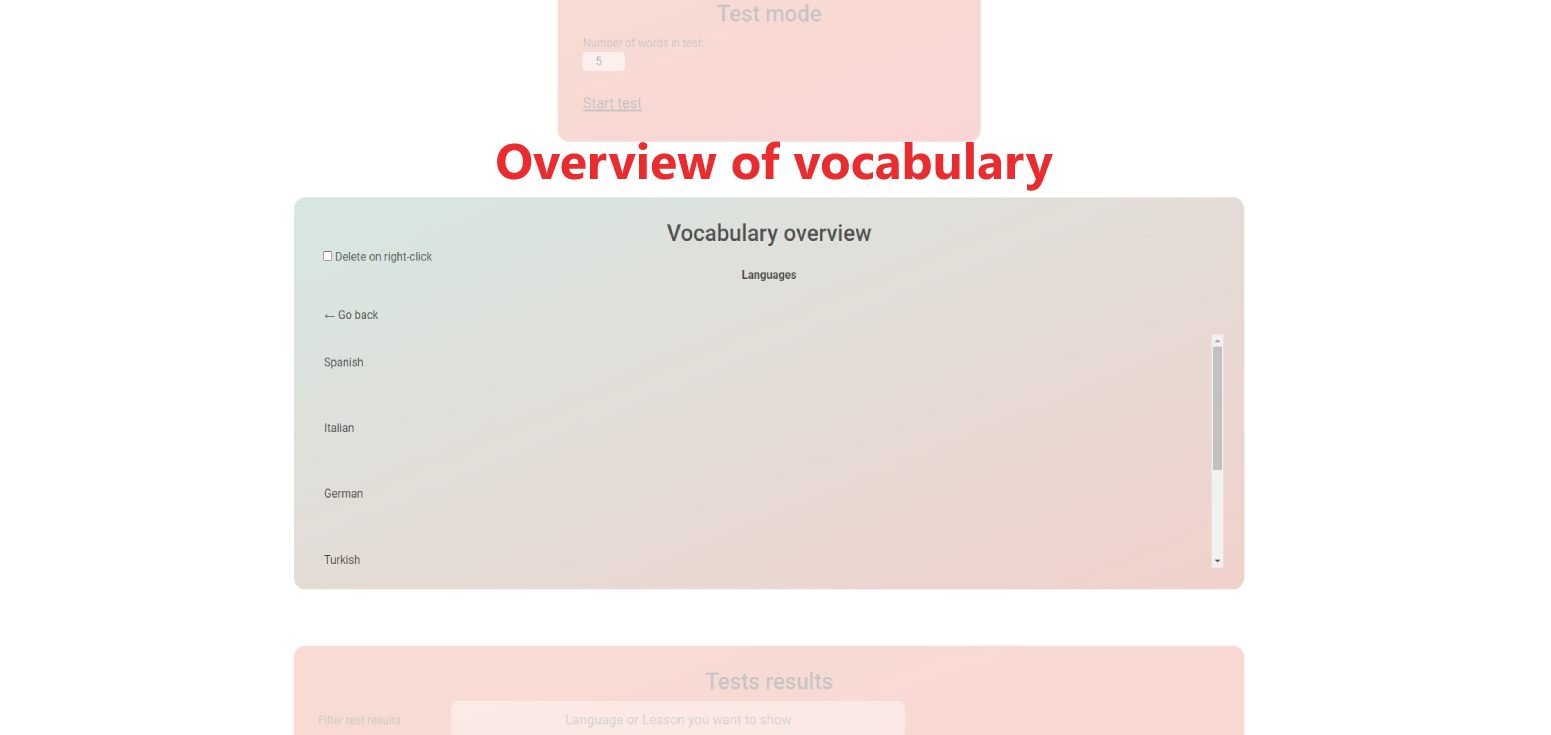 Test mode
Number of words in test:
5
Start test
Overview of vocabulary
Vocabulary overview
Delete on right-click
Languages
← Go back
Spanish
Italian
German
Turkish
Tests results
Filter test results
Language or Lesson you want to show